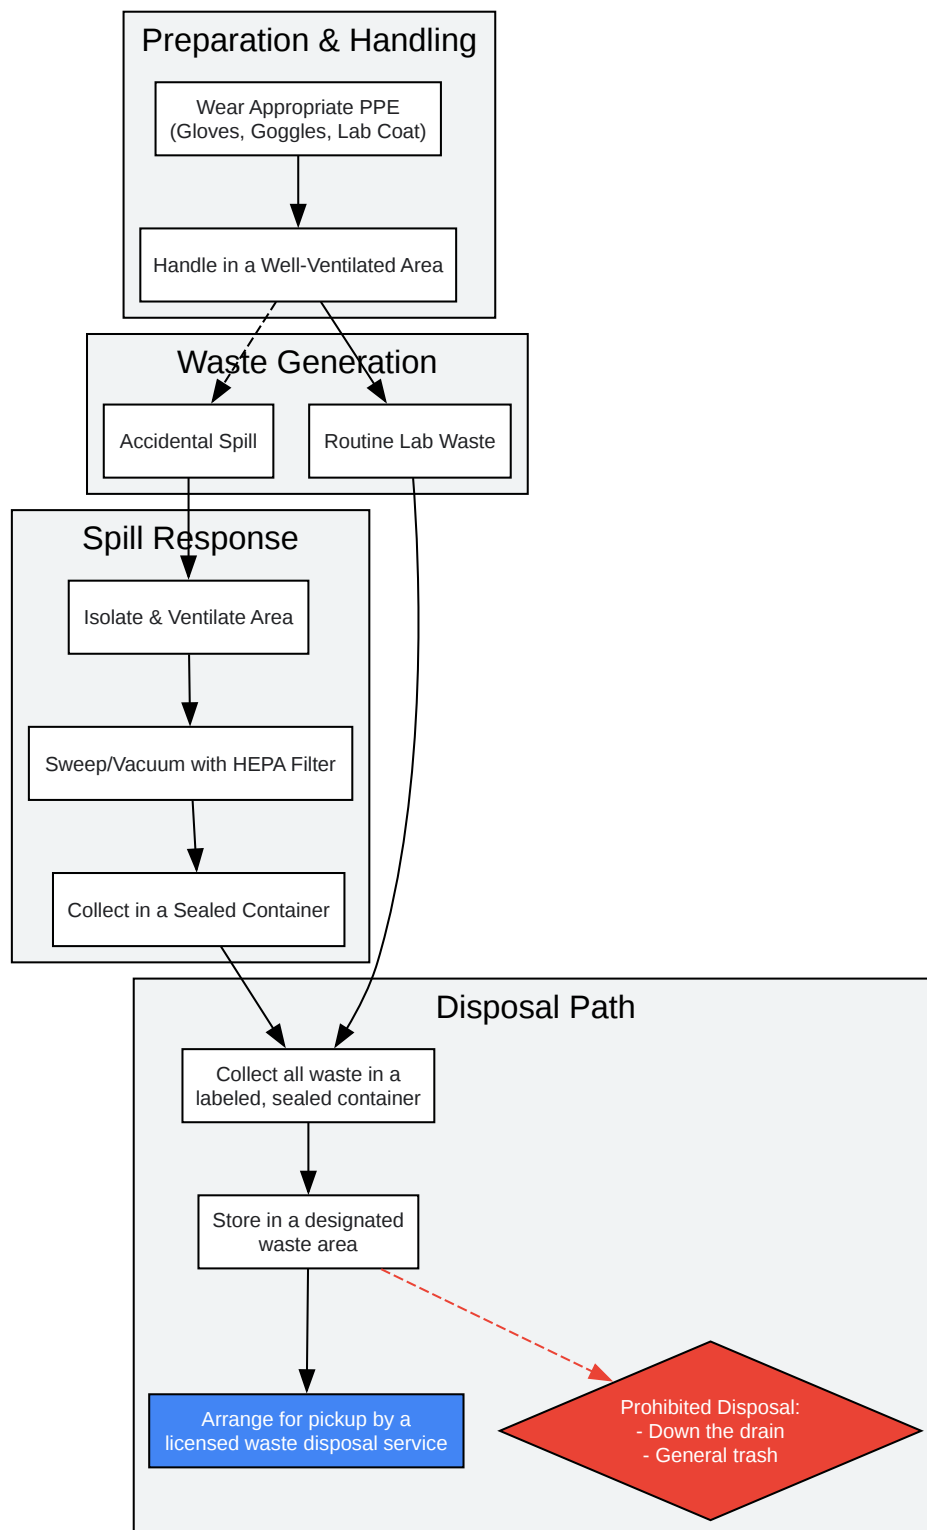 Preparation & Handling
Wear Appropriate PPE
(Gloves, Goggles, Lab Coat)
Handle in a Well-Ventilated Area
Waste Generation
Accidental Spill
Routine Lab Waste
Spill Response
Isolate & Ventilate Area
Sweep/Vacuum with HEPA Filter
Collect in a Sealed Container
Disposal Path
Collect all waste in a
labeled, sealed container
Store in a designated
waste area
Arrange for pickup by a
licensed waste disposal service
Prohibited Disposal:
- Down the drain
- General trash